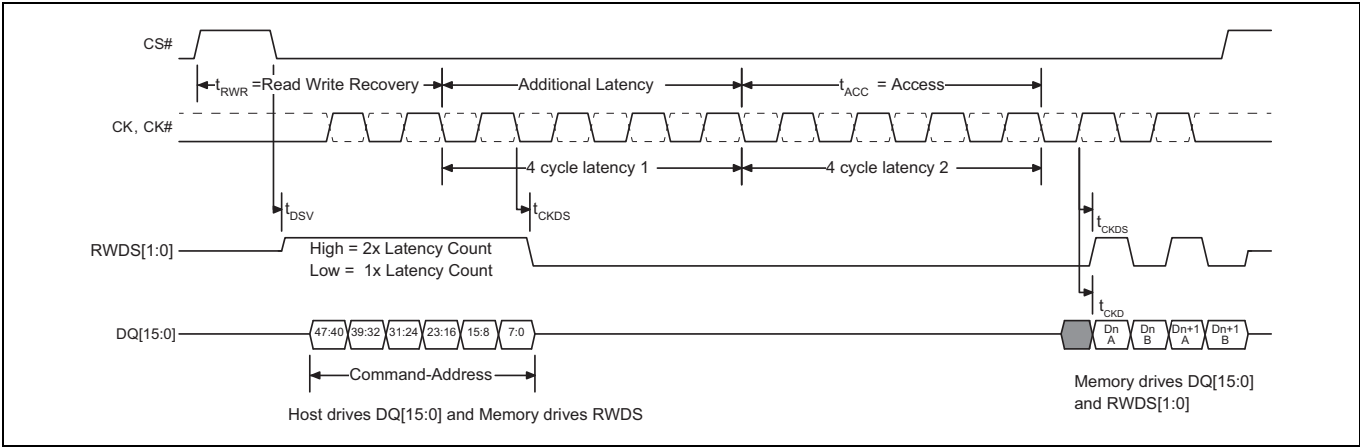 CS#
tRWR =Read Write Recovery
Additional Latency
tACC = Access
CK, CK#
4 cycle latency 1
4 cycle latency 2
tDSV
tCKDS
tCKDS
RWDS[1:0]
High = 2x Latency Count
Low = 1x Latency Count
tCKD
DQ[15:0]
47:40 39:32 31:24 23:16 15:8 7:0
Dn A
Dn B
Dn+1 A
Dn+1 B
Command-Address
Memory drives DQ[15:0]
and RWDS[1:0]
Host drives DQ[15:0] and Memory drives RWDS